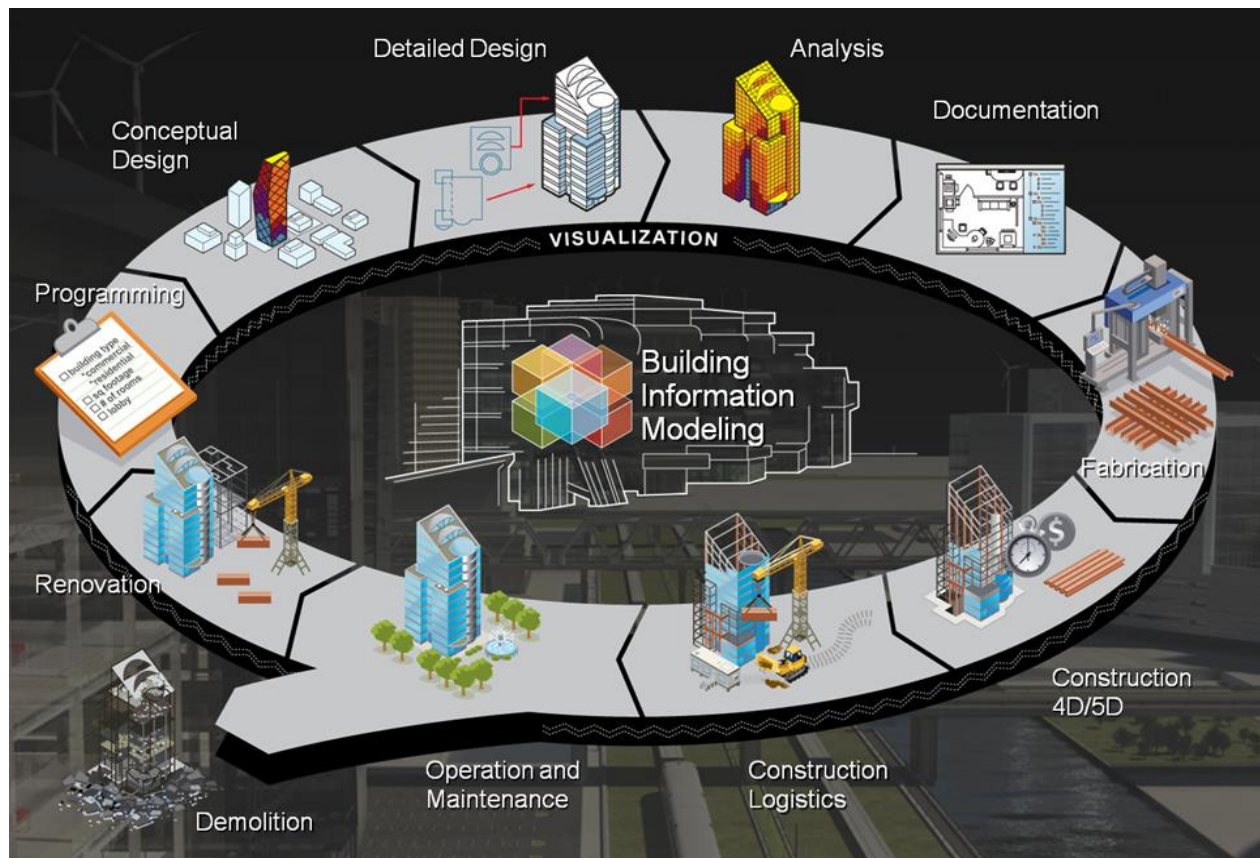 Detailed Design
Analysis
Documentation
Conceptual
Design
VISUALIZATION
Programming
building type
*commercial
*residential
sq footage
# of rooms
lobby
Building
Information
Modeling
Fabrication
Renovation
$
Construction
4D/5D
Operation and
Maintenance
Construction
Logistics
Demolition